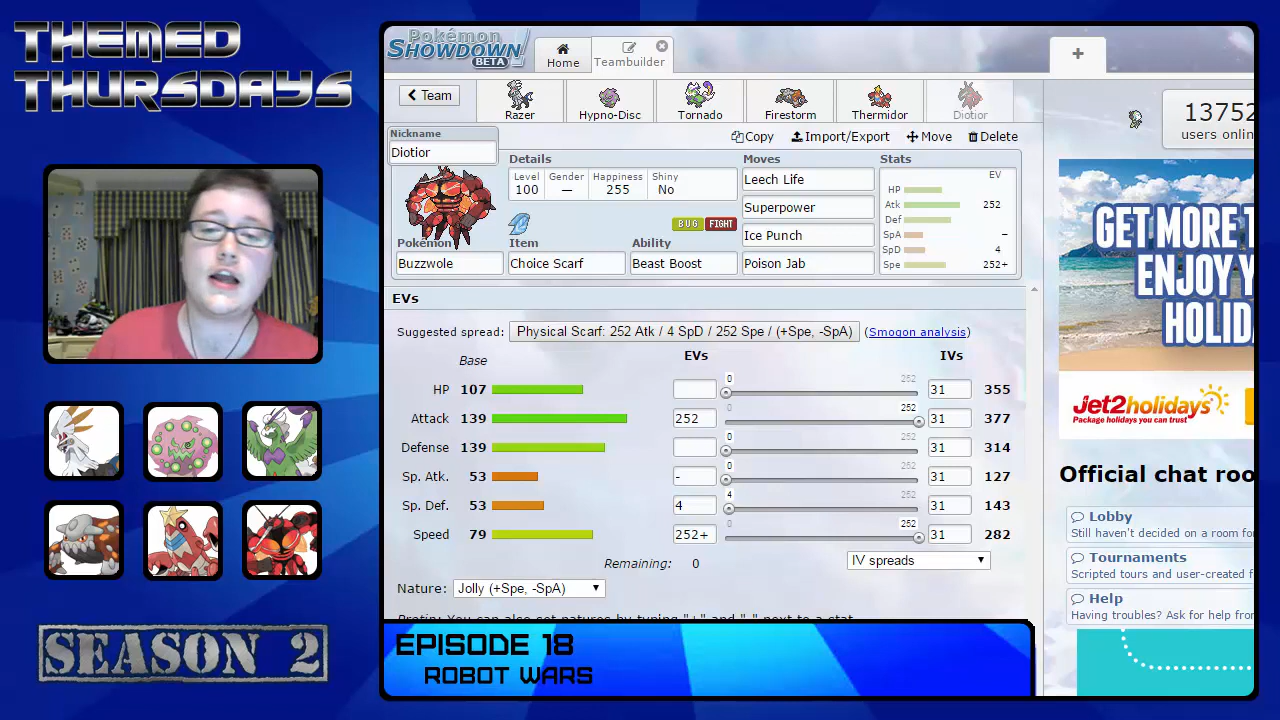 THEMED
THURSDAYS
Pokémon
SHOWDOWN!
BETA
Home
Teambuilder
+
< Team
Razer
Hypno-Disc
Tornado
Firestorm
Thermidor
Diotior
13752
users onlin
Copy
Import/Export
Move
Delete
Nickname
Diotior
Details
Level
100
Gender
—
Happiness
255
Shiny
No
BUG
FIGHT
Pokémon
Buzzwole
Item
Choice Scarf
Ability
Beast Boost
Moves
Leech Life
Superpower
Ice Punch
Poison Jab
Stats
EV
HP
Atk 252
Def
SpA –
SpD 4
Spe 252+
EVs
Suggested spread: Physical Scarf: 252 Atk / 4 SpD / 252 Spe / (+Spe, -SpA) (Smogon analysis)
Base EVs IVs
HP 107 0 252 31 355
Attack 139 252 0 252 31 377
Defense 139 0 252 31 314
Sp. Atk. 53 - 0 252 31 127
Sp. Def. 53 4 4 252 31 143
Speed 79 252+ 0 252 31 282
Remaining: 0
IV spreads
Nature: Jolly (+Spe, -SpA)
GET MORE
ENJOY Y
HOLID
Jet2holidays
Package holidays you can trust
Official chat roo
Lobby
Still haven't decided on a room for
Tournaments
Scripted tours and user-created f
Help
Having troubles? Ask for help from
EPISODE 18
ROBOT WARS
SEASON 2